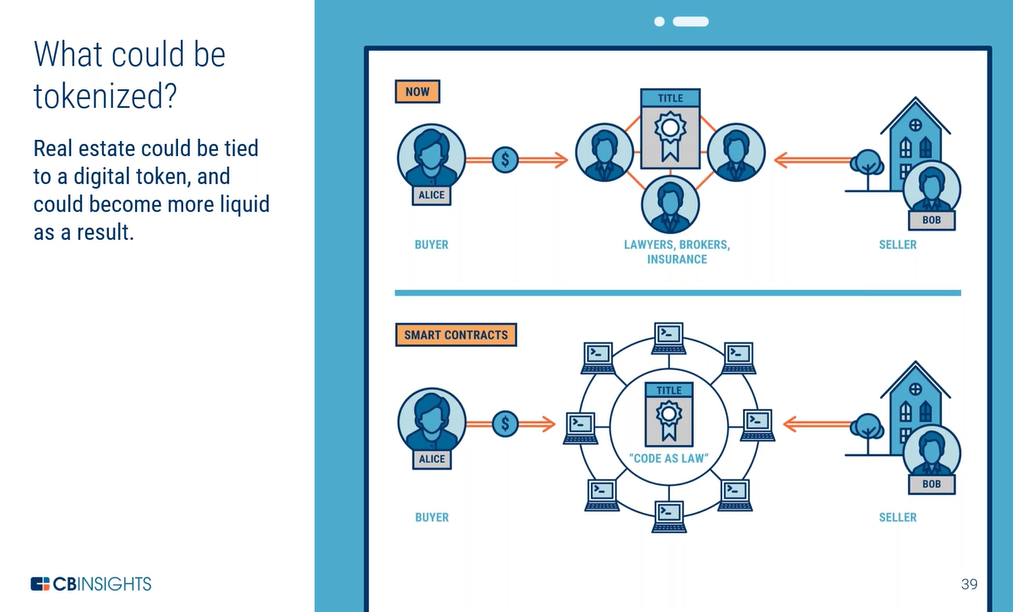 What could be
tokenized?
Real estate could be tied
to a digital token, and
could become more liquid
as a result.
NOW
TITLE
$
ALICE
BOB
BUYER
LAWYERS, BROKERS,
INSURANCE
SELLER
SMART CONTRACTS
TITLE
$
"CODE AS LAW"
ALICE
BOB
BUYER
SELLER
CBINSIGHTS
39